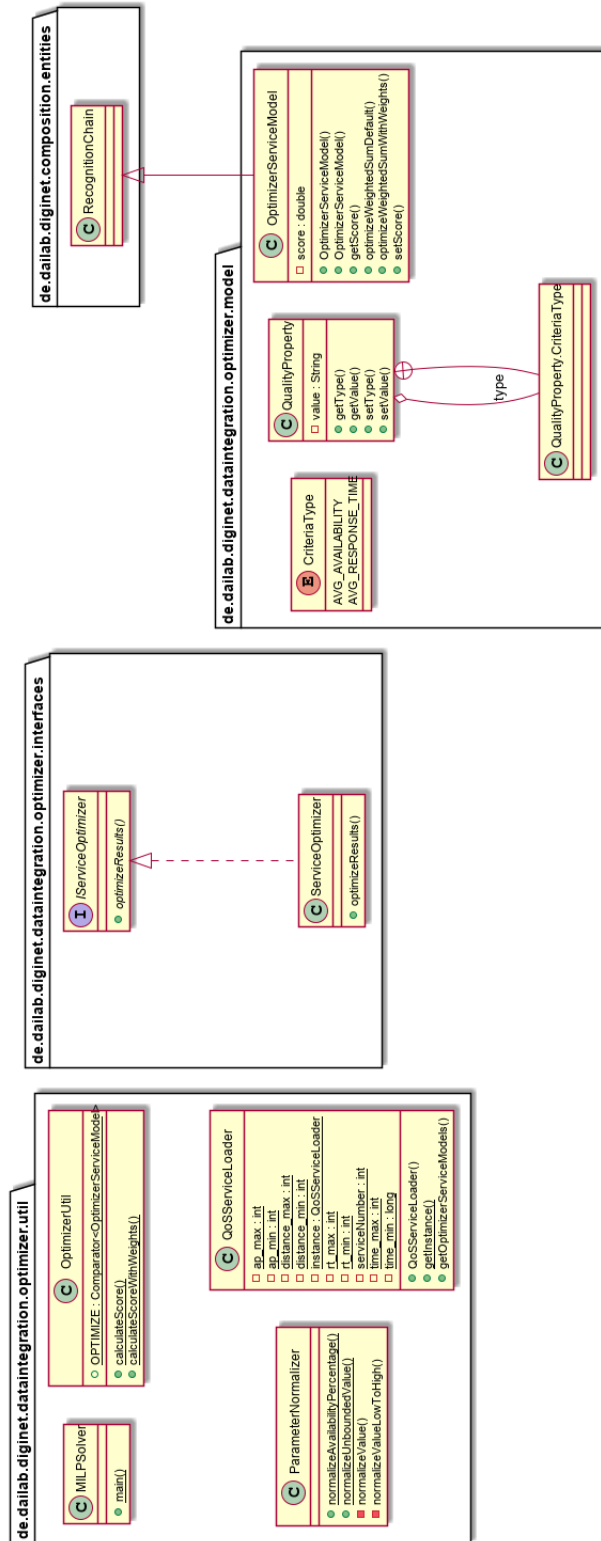 de.dailab.diginet.dataintegration.optimizer.util
C MILPSolver
main()
C OptimizerUtil
OPTIMIZE : Comparator<OptimizerServiceModel>
calculateScore()
calculateScoreWithWeights()
C ParameterNormalizer
normalizeAvailabilityPercentage()
normalizeUnboundedValue()
normalizeValue()
normalizeValueLowToHigh()
C QoSServiceLoader
ap_max : int
ap_min : int
distance_max : int
distance_min : int
instance : QoSServiceLoader
rt_max : int
rt_min : int
serviceNumber : int
time_max : int
time_min : long
QoSServiceLoader()
getInstance()
getOptimizerServiceModels()
de.dailab.diginet.dataintegration.optimizer.interfaces
I IServiceOptimizer
optimizeResults()
C ServiceOptimizer
optimizeResults()
de.dailab.diginet.dataintegration.optimizer.model
E CriteriaType
AVG_AVAILABILITY
AVG_RESPONSE_TIME
C QualityProperty
value : String
getType()
getValue()
setType()
setValue()
C OptimizerServiceModel
score : double
OptimizerServiceModel()
OptimizerServiceModel()
getScore()
optimizeWeightedSumDefault()
optimizeWeightedSumWithWeights()
setScore()
type
C QualityProperty.CriteriaType
de.dailab.diginet.composition.entities
C RecognitionChain